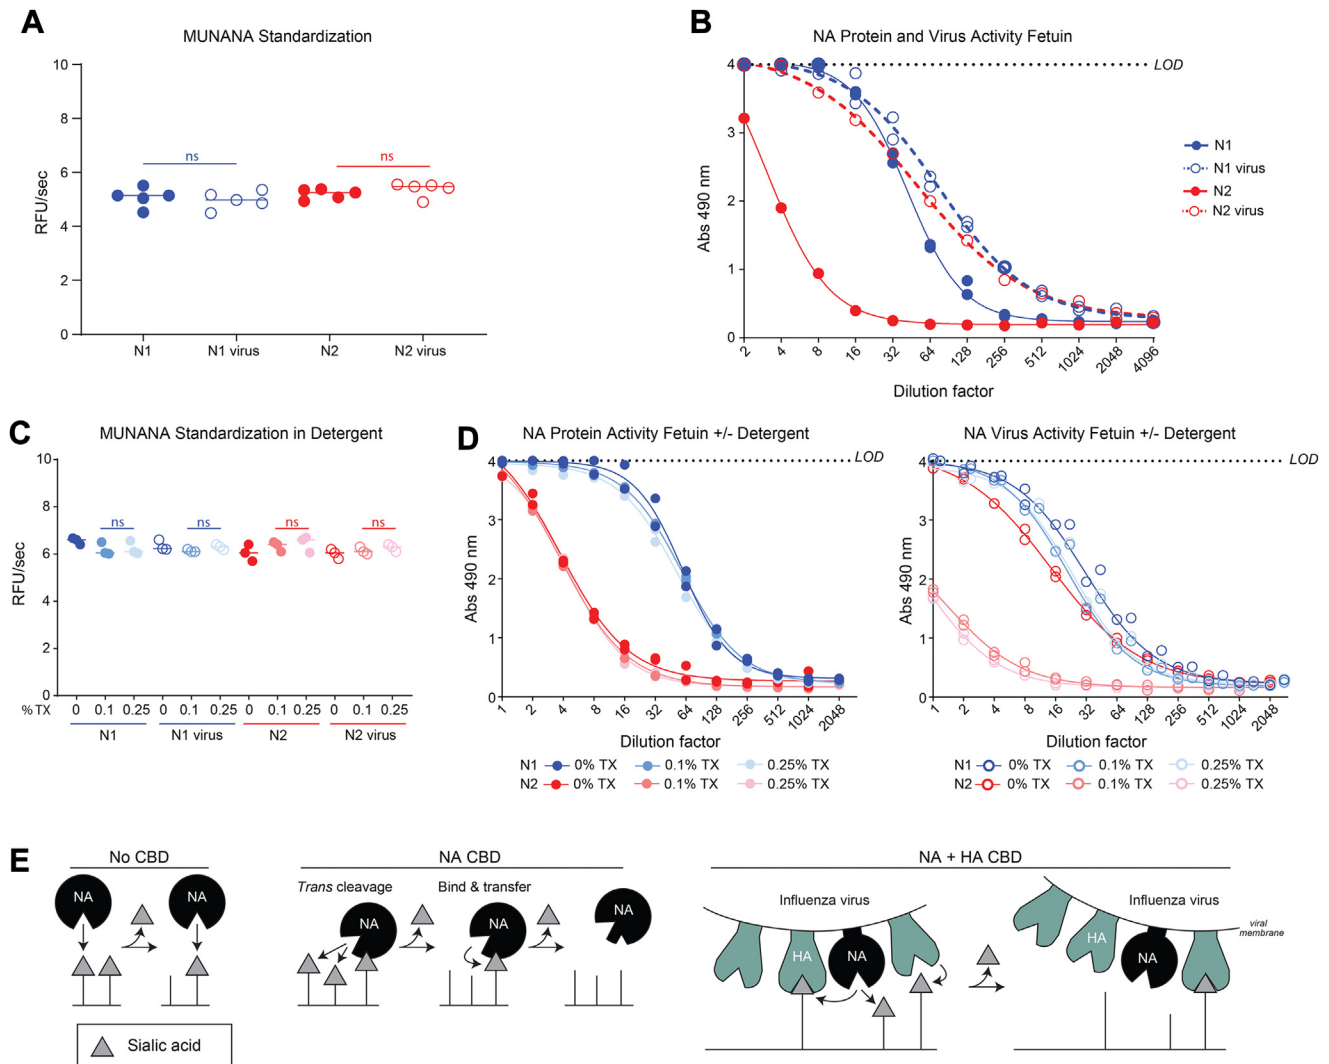 A
MUNANA Standardization
10
8
6
4
2
0
RFU/sec
ns
ns
N1
N1 virus
N2
N2 virus
B
NA Protein and Virus Activity Fetuin
4
3
2
1
0
Abs 490 nm
LOD
2
4
8
16
32
64
128
256
512
1024
2048
4096
Dilution factor
N1
N1 virus
N2
N2 virus
C
MUNANA Standardization in Detergent
10
8
6
4
2
0
RFU/sec
ns
ns
ns
ns
% TX
0 0.1 0.25 0 0.1 0.25 0 0.1 0.25 0 0.1 0.25
N1
N1 virus
N2
N2 virus
D
NA Protein Activity Fetuin +/- Detergent
4
3
2
1
0
Abs 490 nm
LOD
1
2
4
8
16
32
64
128
256
512
1024
2048
Dilution factor
N1 0% TX 0.1% TX 0.25% TX
N2 0% TX 0.1% TX 0.25% TX
NA Virus Activity Fetuin +/- Detergent
4
3
2
1
0
Abs 490 nm
LOD
1
2
4
8
16
32
64
128
256
512
1024
2048
Dilution factor
N1 0% TX 0.1% TX 0.25% TX
N2 0% TX 0.1% TX 0.25% TX
E
No CBD
NA
NA
Sialic acid
NA CBD
Trans cleavage
Bind & transfer
NA
NA
NA
NA + HA CBD
Influenza virus
HA
NA
Influenza virus
HA
NA
viral
membrane